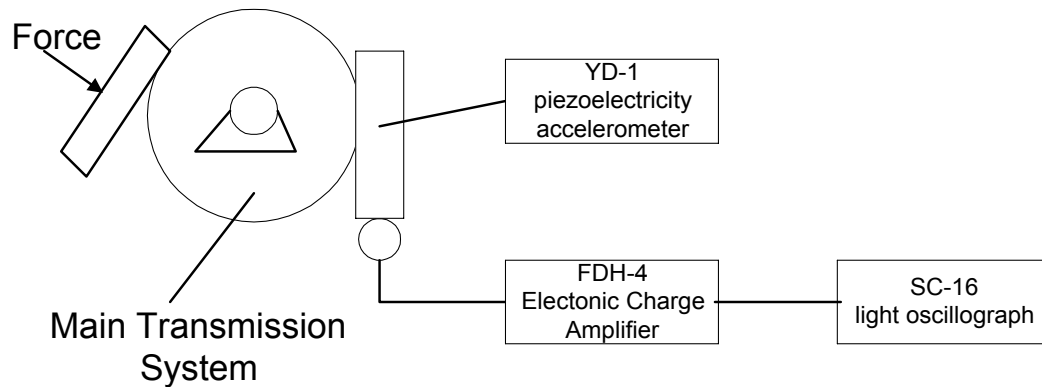 Force
YD-1
piezoelectricity
accelerometer
FDH-4
Electonic Charge
Amplifier
SC-16
light oscillograph
Main Transmission
System